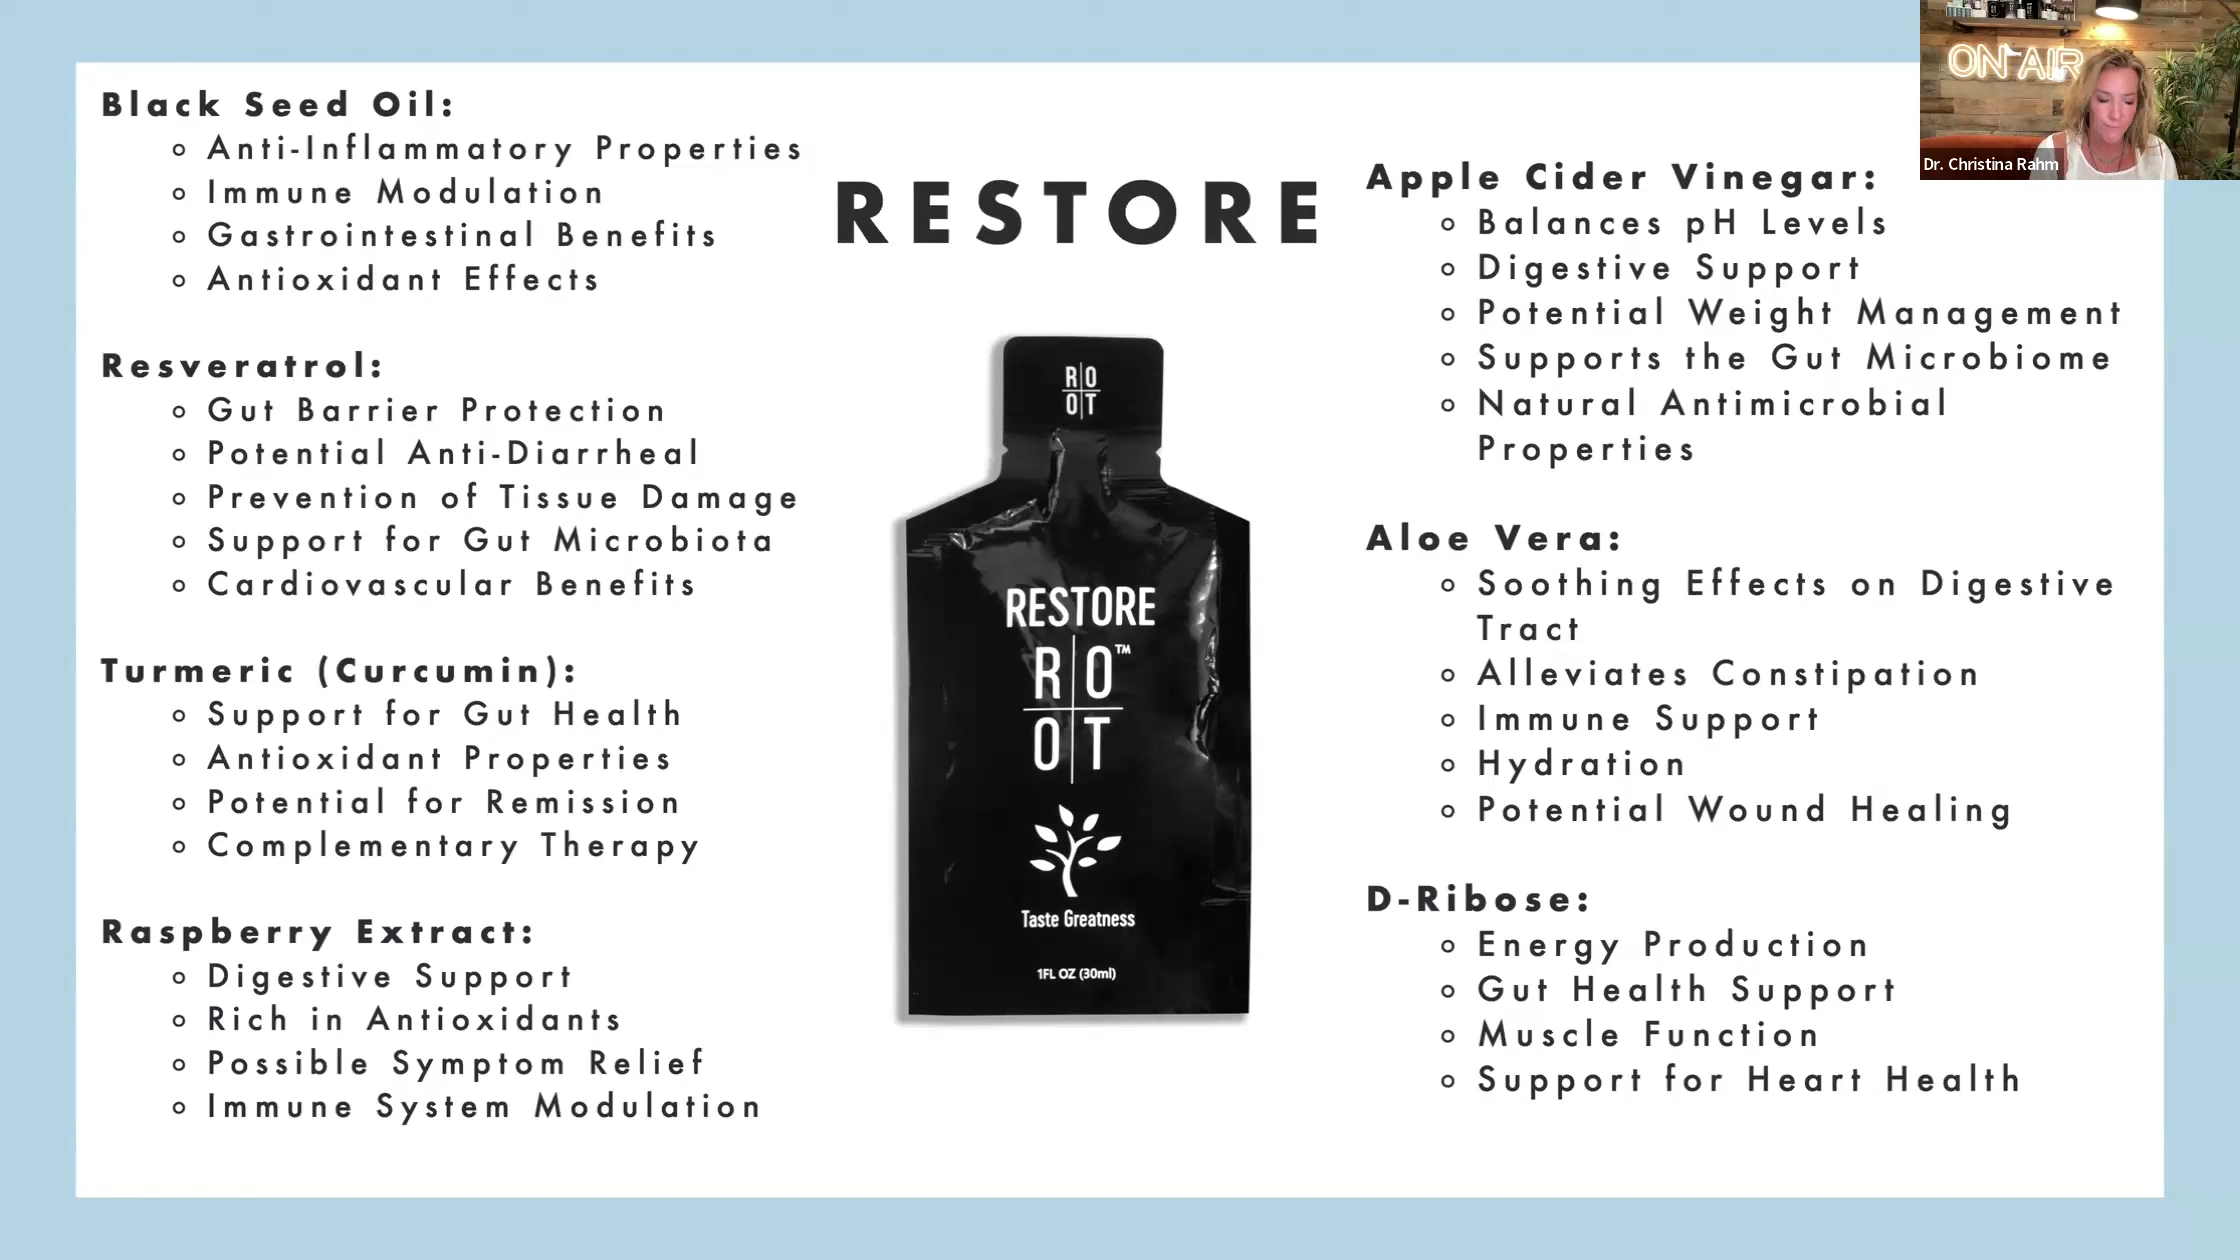 Black Seed Oil:
Anti-Inflammatory Properties
Immune Modulation
Gastrointestinal Benefits
Antioxidant Effects
Resveratrol:
Gut Barrier Protection
Potential Anti-Diarrheal
Prevention of Tissue Damage
Support for Gut Microbiota
Cardiovascular Benefits
Turmeric (Curcumin):
Support for Gut Health
Antioxidant Properties
Potential for Remission
Complementary Therapy
Raspberry Extract:
Digestive Support
Rich in Antioxidants
Possible Symptom Relief
Immune System Modulation
RESTORE
RO
OT
RESTORE
RO™
OT
Taste Greatness
1FL OZ (30ml)
ON AIR
Dr. Christina Rahm
Apple Cider Vinegar:
Balances pH Levels
Digestive Support
Potential Weight Management
Supports the Gut Microbiome
Natural Antimicrobial
Properties
Aloe Vera:
Soothing Effects on Digestive
Tract
Alleviates Constipation
Immune Support
Hydration
Potential Wound Healing
D-Ribose:
Energy Production
Gut Health Support
Muscle Function
Support for Heart Health